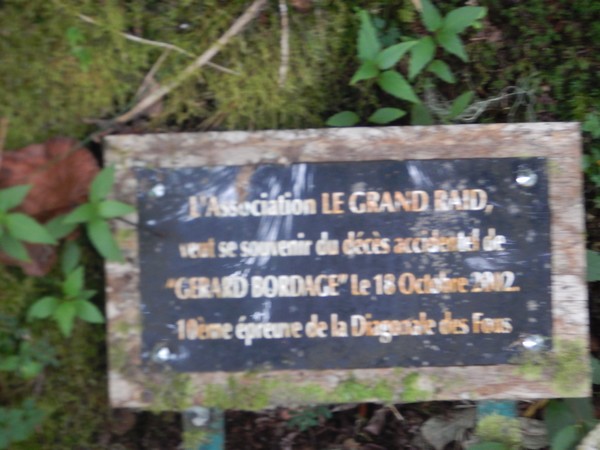 L'Association LE GRAND RAID,
veut se souvenir du décès accidentel de
"GERARD BORDAGE" Le 18 Octobre 2002.
10ème épreuve de la Diagonale des Fous